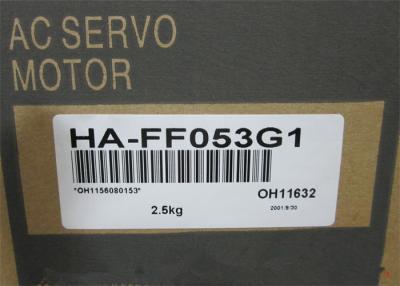 AC SERVO
MOTOR
HA-FF053G1
*OH1156080153*
OH11632
2.5kg
2001/9/30